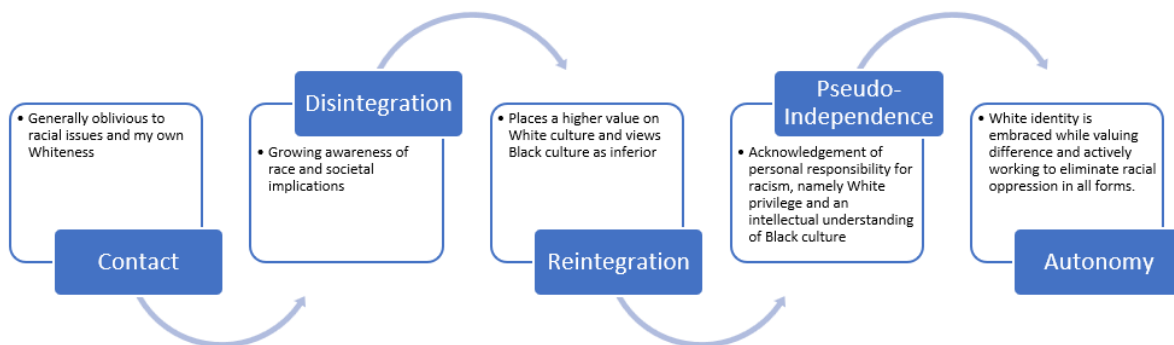 • Generally oblivious to
racial issues and my own
Whiteness
Contact
Disintegration
• Growing awareness of
race and societal
implications
• Places a higher value on
White culture and views
Black culture as inferior
Reintegration
Pseudo-
Independence
• Acknowledgement of
personal responsibility for
racism, namely White
privilege and an
intellectual understanding
of Black culture
• White identity is
embraced while valuing
difference and actively
working to eliminate racial
oppression in all forms.
Autonomy